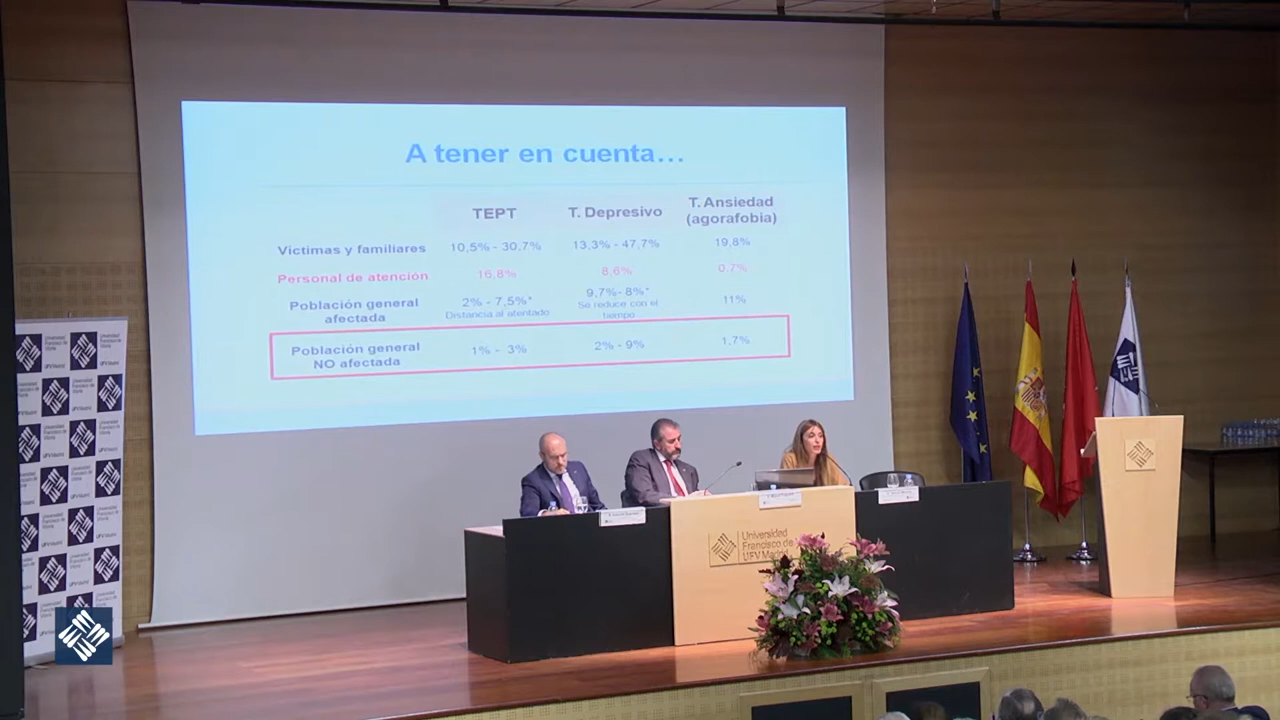 A tener en cuenta...
TEPT
T. Depresivo
T. Ansiedad
(agorafobia)
Víctimas y familiares
10,5% - 30,7%
13,3% - 47,7%
19,8%
Personal de atención
16,8%
8,6%
0,7%
Población general
afectada
2% - 7,5%*
Distancia al atentado
9,7%- 8%*
Se reduce con el
tiempo
11%
Población general
NO afectada
1% - 3%
2% - 9%
1,7%
Universidad
Francisco de
UFV Madrid